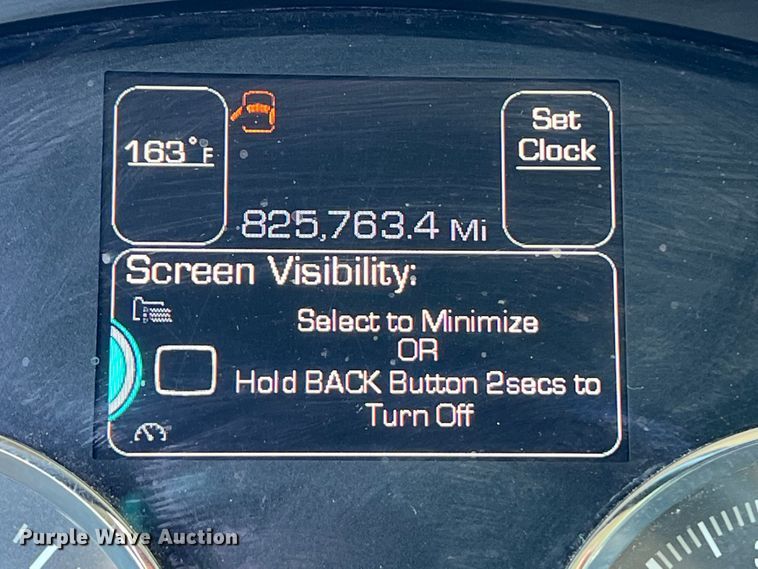 163°F
Set
Clock
825,763.4 Mi
Screen Visibility:
Select to Minimize
OR
Hold BACK Button 2secs to
Turn Off
Purple Wave Auction